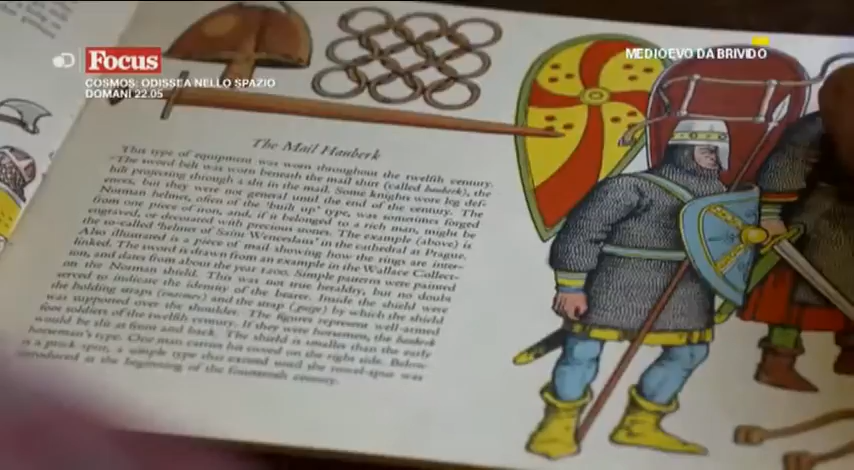 Focus
COSMOS: ODISSEA NELLO SPAZIO
DOMANI 22.05
MEDIOEVO DA BRIVIDO
The Mail Hauberk
This type of equipment was worn throughout the twelfth century.
The sword belt was worn beneath the mail shirt (called hauberk), the
hilt projecting through a slit in the mail. Some knights wore leg def-
ences, but they were not general until the end of the century. The
Norman helmet, often of the 'built up' type, was sometimes forged
from one piece of iron, and, if it belonged to a rich man, might be
engraved, or decorated with precious stones. The example (above) is
the so-called 'helmet of Saint Wenceslaus' in the cathedral at Prague.
Also illustrated is a piece of mail showing how the rings are inter-
linked. The sword is drawn from an example in the Wallace Collect-
ion, and dates from about the year 1200. Simple patterns were painted
on the Norman shield. This was not true heraldry, but no doubt
served to indicate the identity of the bearer. Inside the shield were
the holding straps (enarmes) and the strap (guige) by which the shield
was supported over the shoulder. The figures represent well armed
foot soldiers of the twelfth century. If they were horsemen, the hauberk
would be slit at front and back. The shield is smaller than the early
horseman's type. One man carries his sword on the right side. Below
is a prick spur, a simple type this
introduced at the beginning of the fourteenth century.